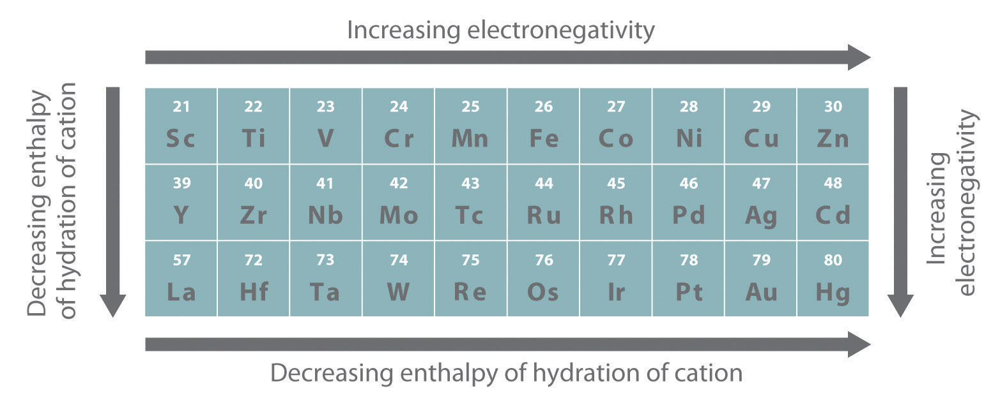 Increasing electronegativity
Decreasing enthalpy
of hydration of cation
21 22 23 24 25 26 27 28 29 30
Sc Ti V Cr Mn Fe Co Ni Cu Zn
39 40 41 42 43 44 45 46 47 48
Y Zr Nb Mo Tc Ru Rh Pd Ag Cd
57 72 73 74 75 76 77 78 79 80
La Hf Ta W Re Os Ir Pt Au Hg
Increasing
electronegativity
Decreasing enthalpy of hydration of cation